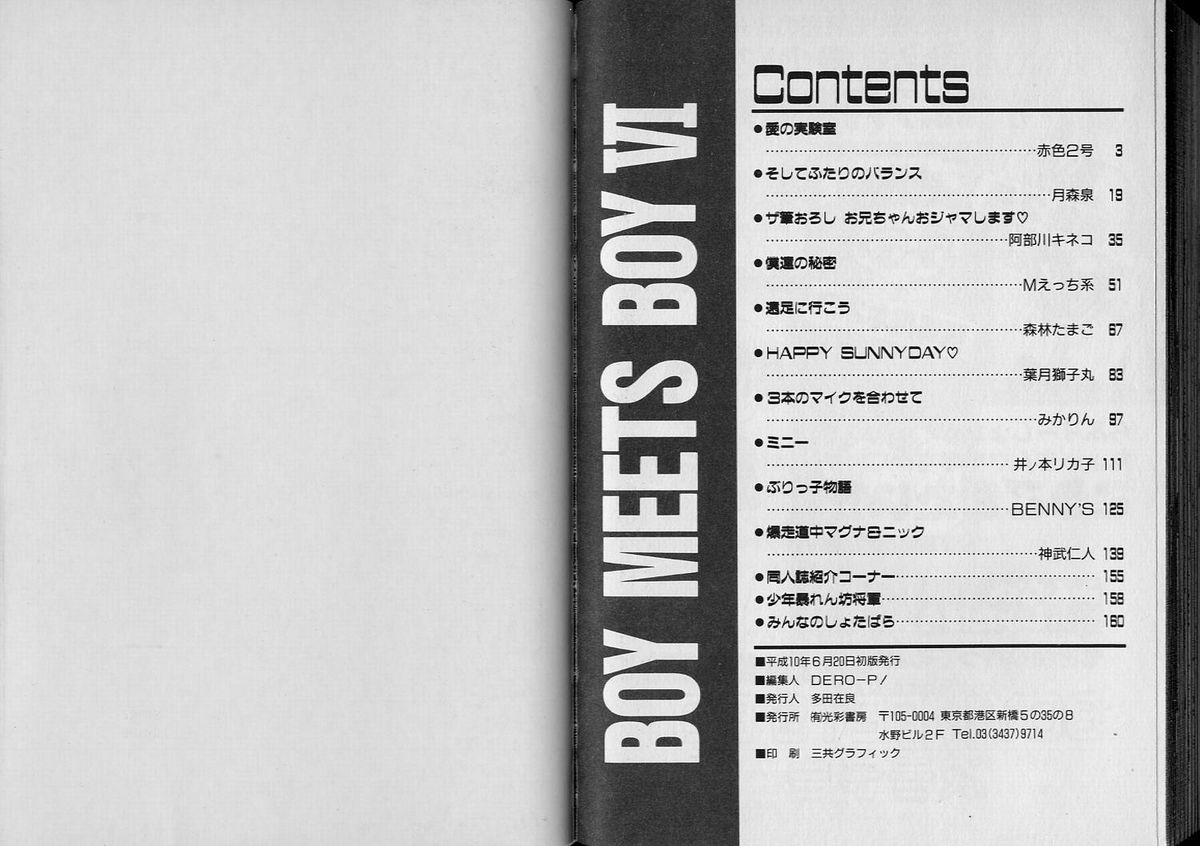 BOY MEETS BOY VI
Contents
●愛の実験室
赤色2号 3
●そしてふたりのバランス
月森泉 19
●ザ筆おろし お兄ちゃんおジャマします♡
阿部川キネコ 35
●僕達の秘密
Mえっち系 51
●遠足に行こう
森林たまご 67
●HAPPY SUNNYDAY♡
葉月獅子丸 83
●3本のマイクを合わせて
みかりん 97
●ミニー
井ノ本リカ子 111
●ぶりっ子物語
BENNY'S 125
●爆走道中マグナ&ニック
神武仁人 139
●同人誌紹介コーナー 155
●少年暴れん坊将軍 158
●みんなのしょたぱら 160
■平成10年6月20日初版発行
■編集人 DERO-Pノ
■発行人 多田在良
■発行所 ㈲光彩書房 〒105-0004 東京都港区新橋5の35の8
水野ビル2F Tel.03(3437)9714
■印 刷 三共グラフィック